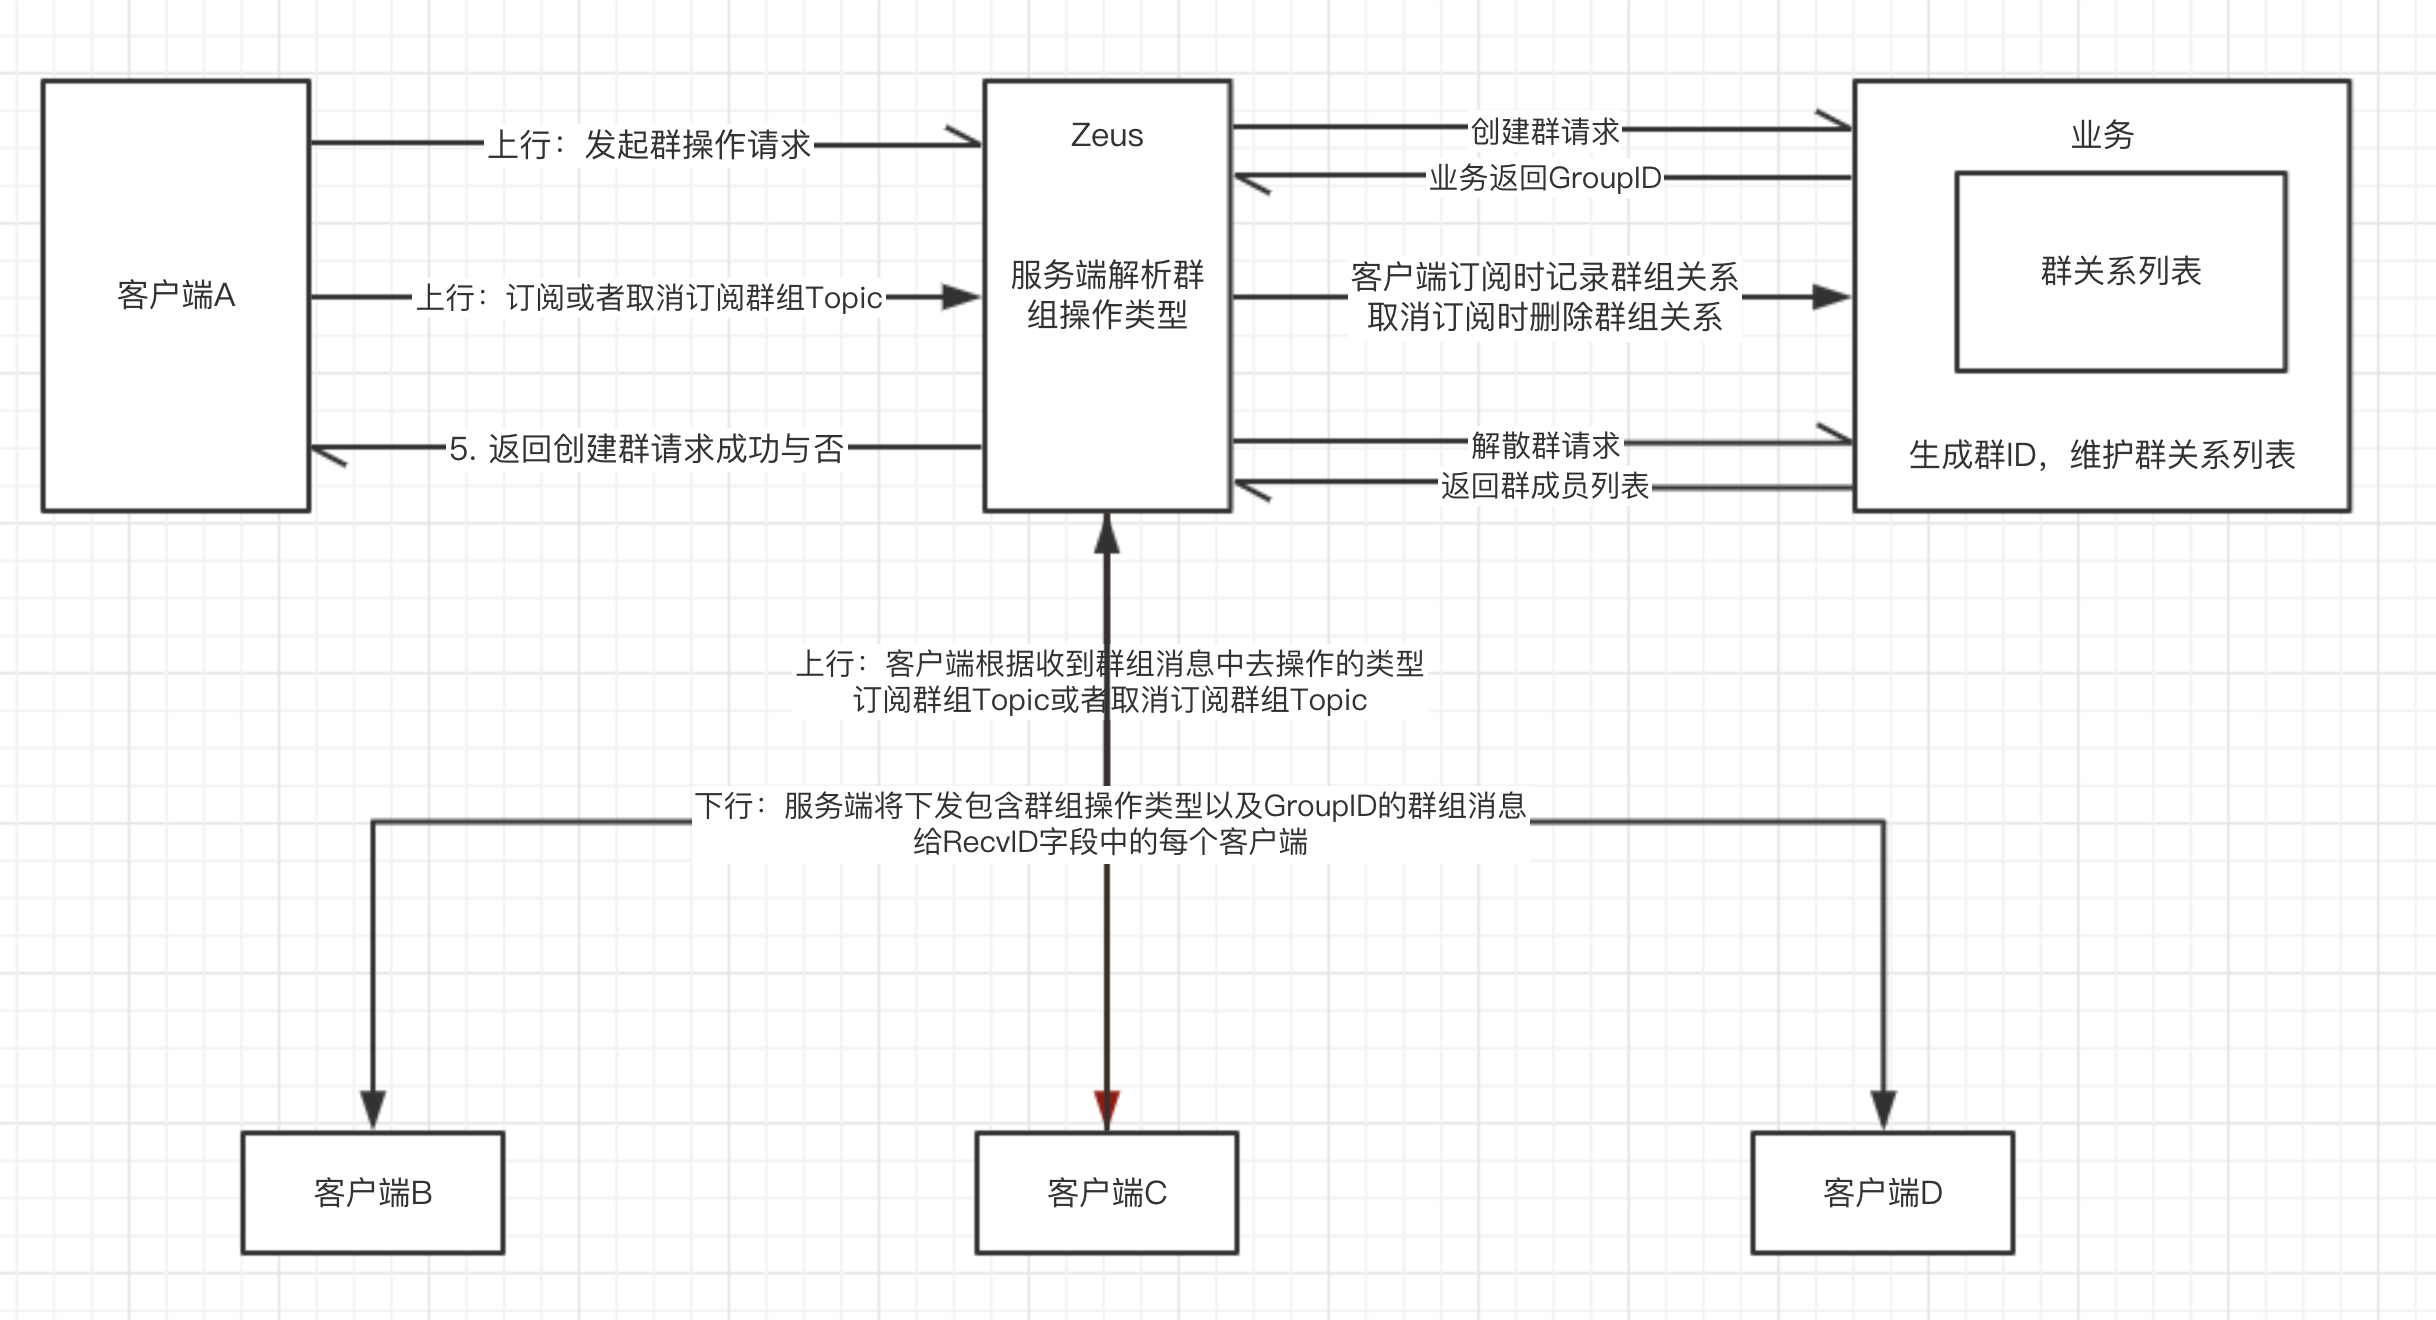 Zeus
业务
上行：发起群操作请求
创建群请求
业务返回GroupID
客户端A
上行：订阅或者取消订阅群组Topic
服务端解析群
组操作类型
客户端订阅时记录群组关系
取消订阅时删除群组关系
群关系列表
5. 返回创建群请求成功与否
解散群请求
返回群成员列表
生成群ID，维护群关系列表
上行：客户端根据收到群组消息中去操作的类型
订阅群组Topic或者取消订阅群组Topic
下行：服务端将下发包含群组操作类型以及GroupID的群组消息
给RecvID字段中的每个客户端
客户端B
客户端C
客户端D